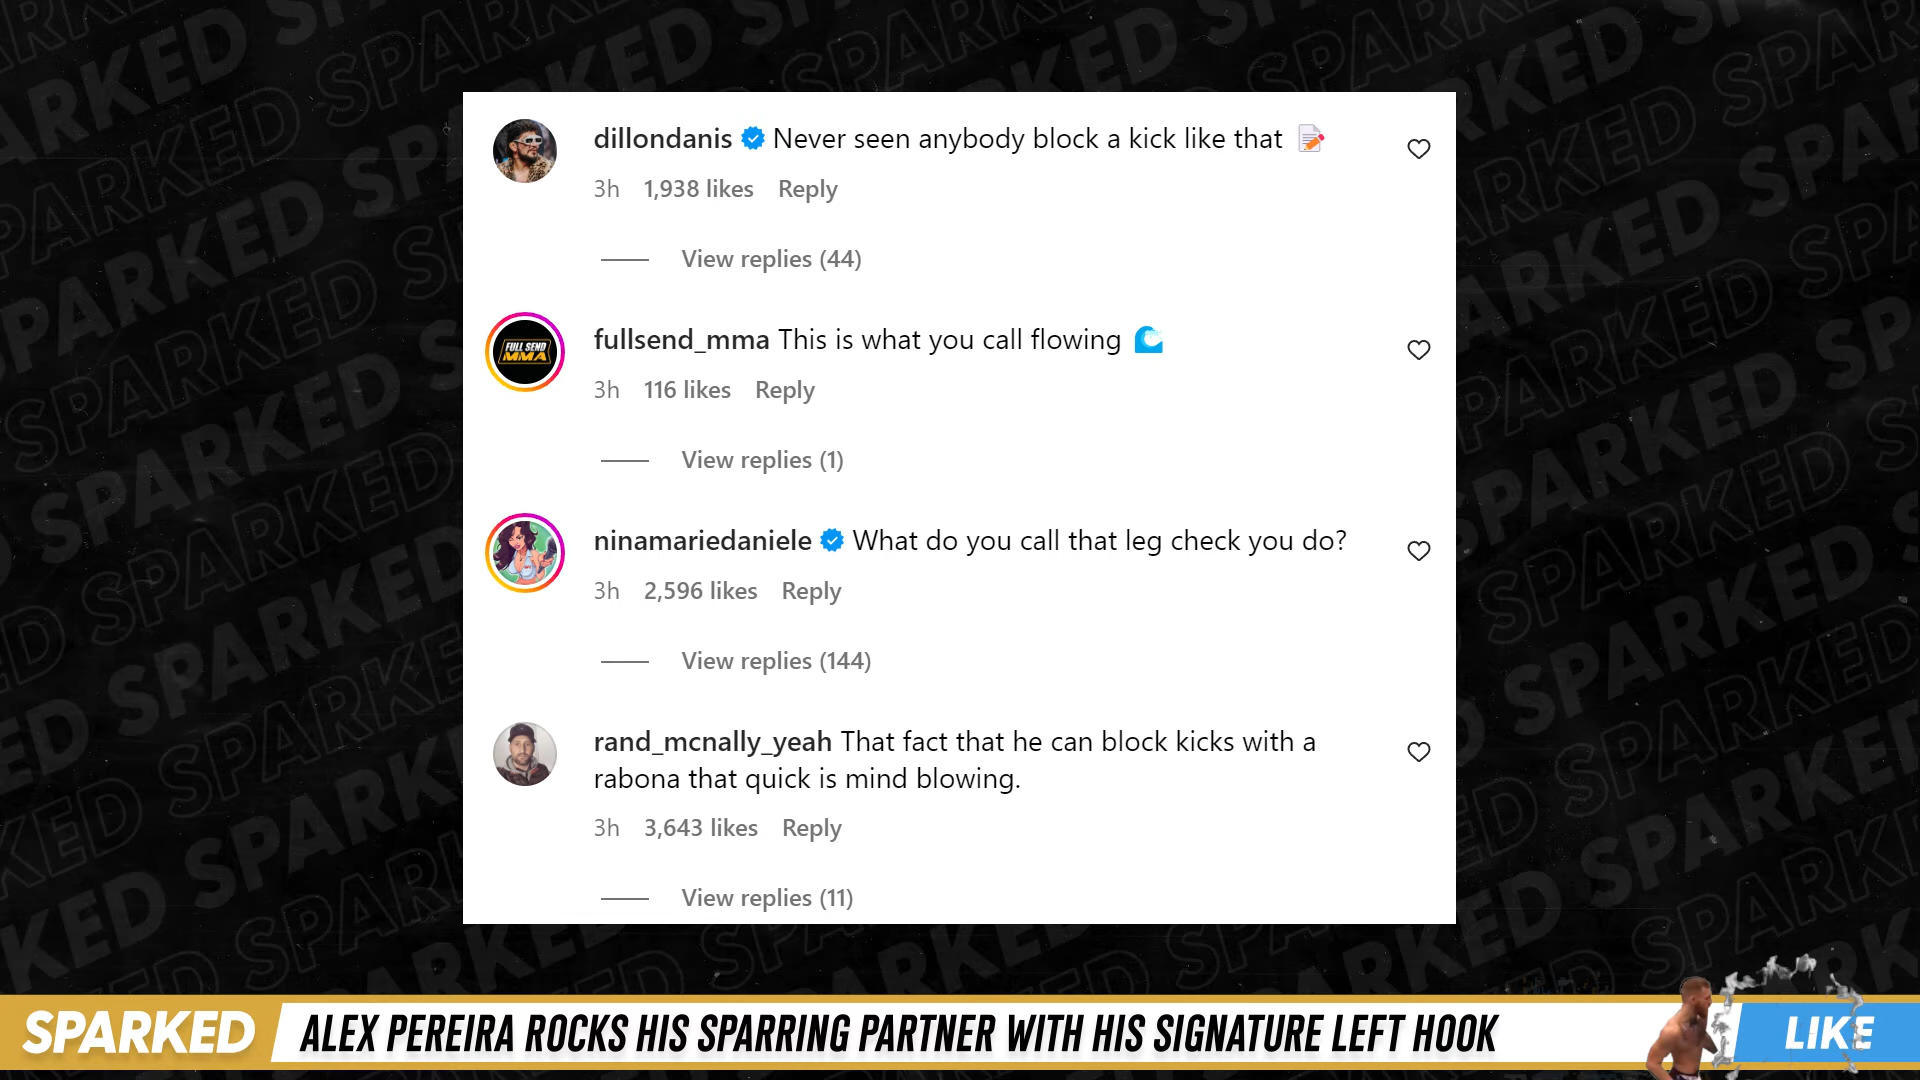 dillondanis Never seen anybody block a kick like that 📝
3h 1,938 likes Reply
View replies (44)
FULL SEND
MMA
fullsend_mma This is what you call flowing 🌊
3h 116 likes Reply
View replies (1)
ninamariedaniele What do you call that leg check you do?
3h 2,596 likes Reply
View replies (144)
rand_mcnally_yeah That fact that he can block kicks with a
rabona that quick is mind blowing.
3h 3,643 likes Reply
View replies (11)
SPARKED ALEX PEREIRA ROCKS HIS SPARRING PARTNER WITH HIS SIGNATURE LEFT HOOK LIKE